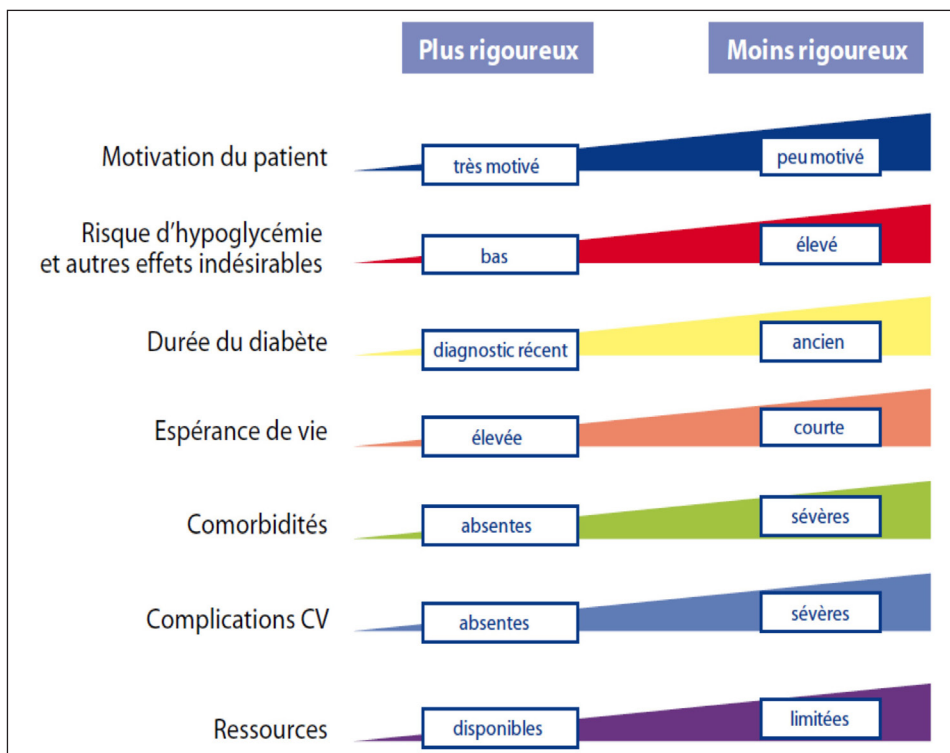 Plus rigoureux
Moins rigoureux
Motivation du patient
très motivé
peu motivé
Risque d'hypoglycémie
et autres effets indésirables
bas
élevé
Durée du diabète
diagnostic récent
ancien
Espérance de vie
élevée
courte
Comorbidités
absentes
sévères
Complications CV
absentes
sévères
Ressources
disponibles
limitées